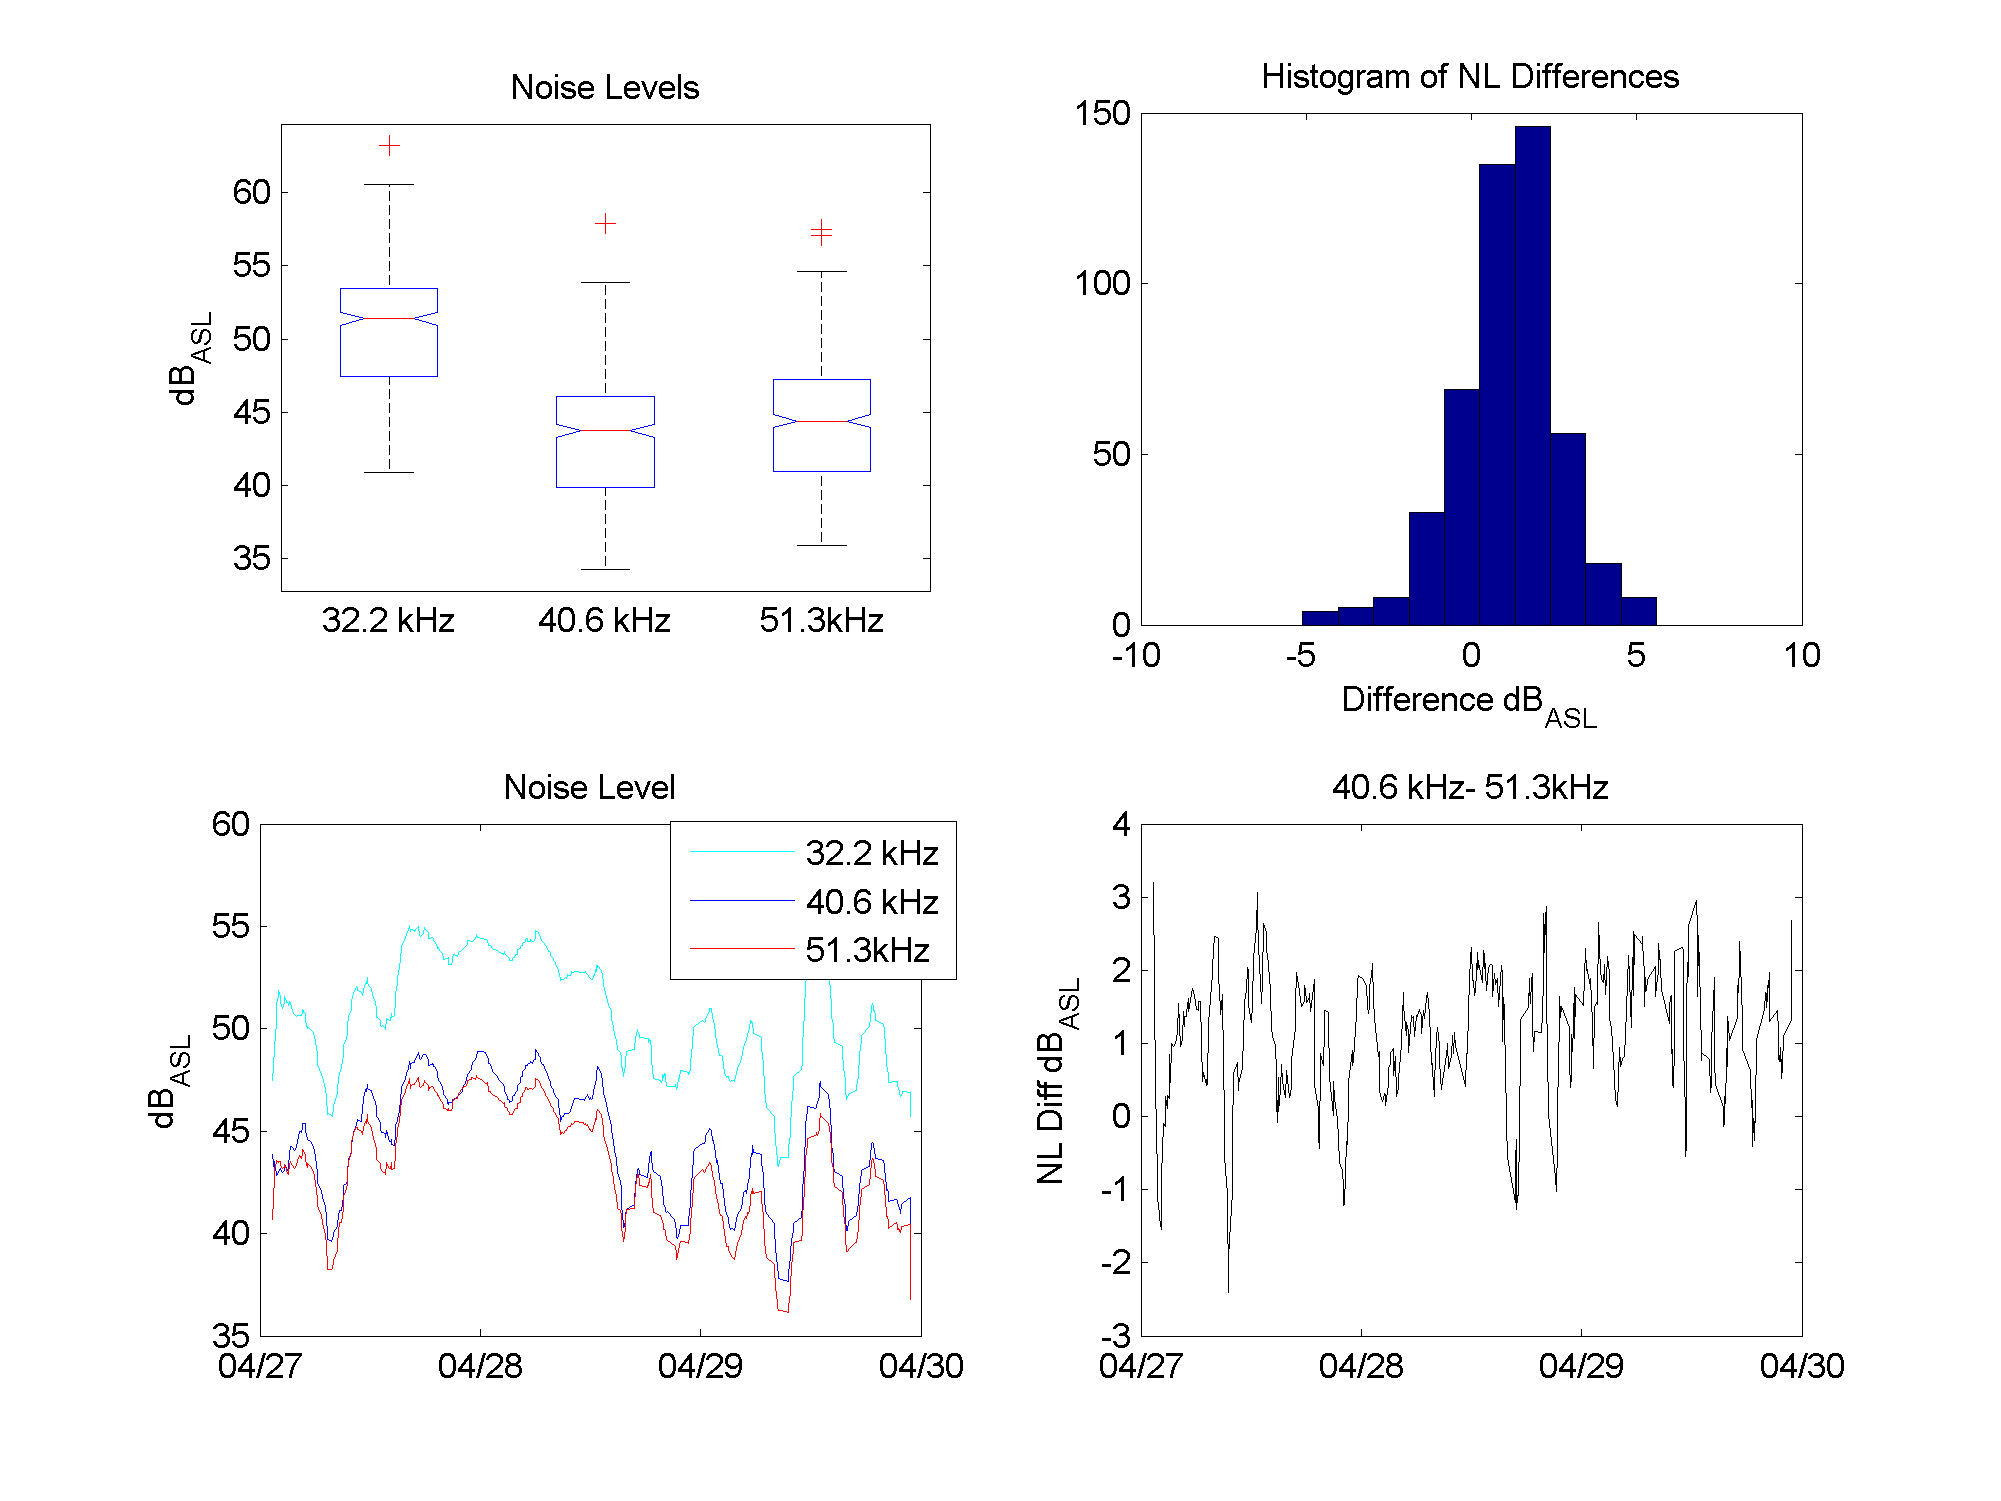 Noise Levels
60
55
50
45
40
35
dB_ASL
32.2 kHz 40.6 kHz 51.3kHz
Histogram of NL Differences
150
100
50
0
-10 -5 0 5 10
Difference dB_ASL
Noise Level
60
55
50
45
40
35
dB_ASL
32.2 kHz
40.6 kHz
51.3kHz
04/27 04/28 04/29 04/30
40.6 kHz- 51.3kHz
4
3
2
1
0
-1
-2
-3
NL Diff dB_ASL
04/27 04/28 04/29 04/30